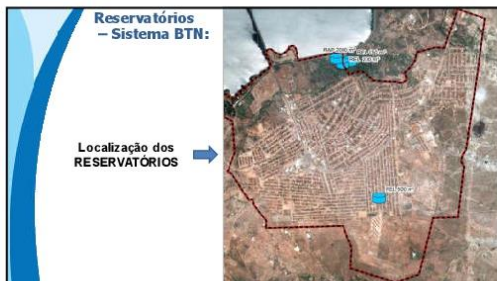 Reservatórios
– Sistema BTN:
Localização dos
RESERVATÓRIOS